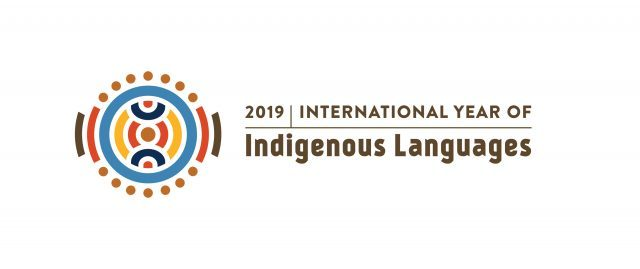 2019 | INTERNATIONAL YEAR OF
Indigenous Languages